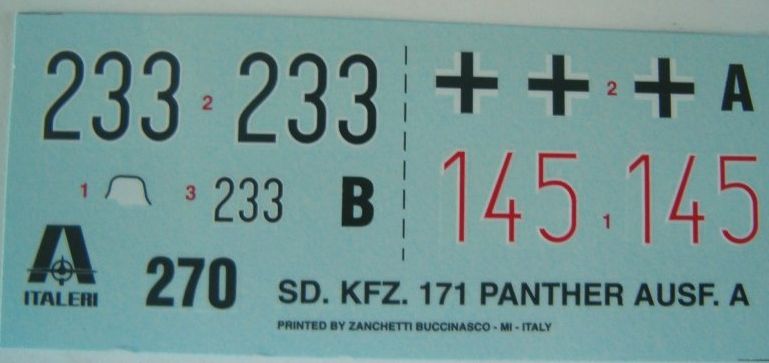 233 2 233
2 A
1 3 233 B
145 1 145
ITALERI
270 SD. KFZ. 171 PANTHER AUSF. A
PRINTED BY ZANCHETTI BUCCINASCO - MI - ITALY